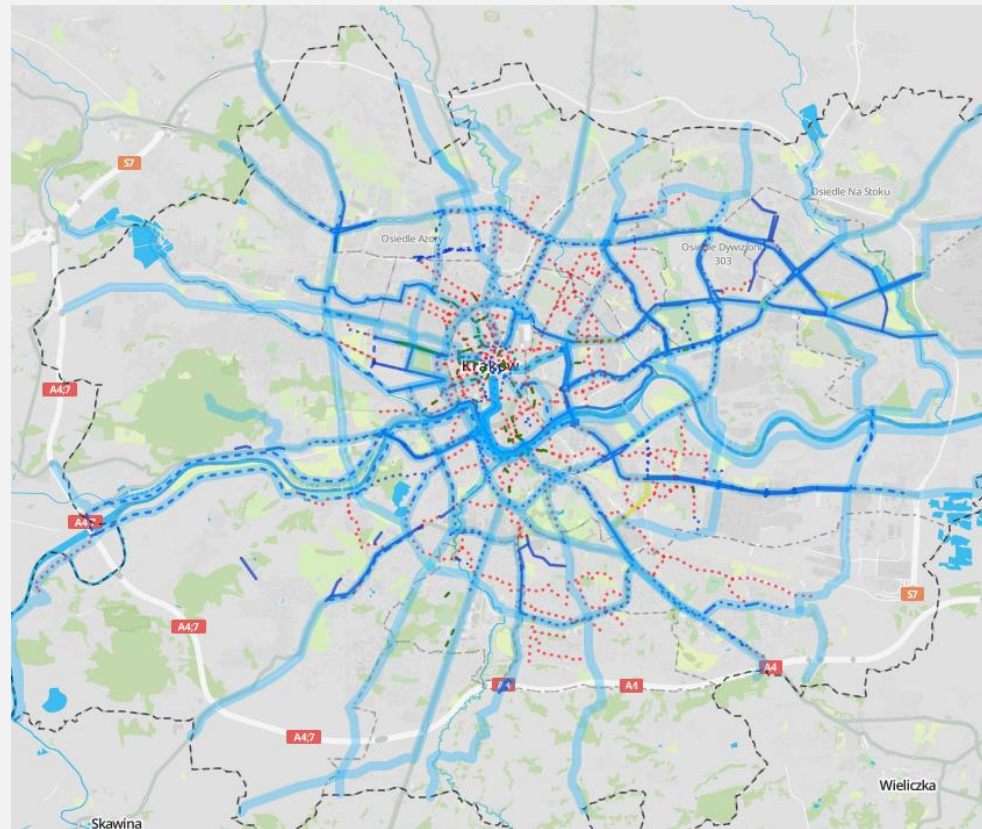 S7
Osiedle Na Stoku
Osiedle Azory
Osiedle Dywizjonu
303
Kraków
A4;7
A4;7
S7
A4;7
A4
A4
A4
A4;7
Wieliczka
Skawina